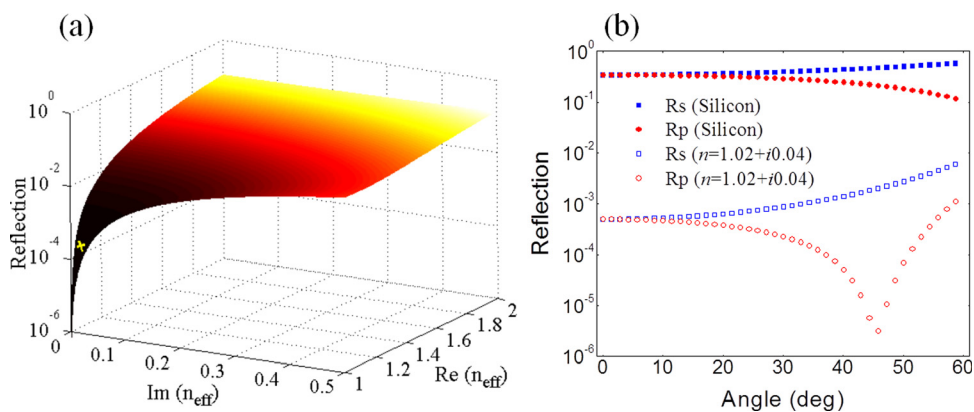 (a)
10^0
10^-2
10^-4
10^-6
Reflection
0
0.1
0.2
0.3
0.4
0.5
Im (n_eff)
1
1.2
1.4
1.6
1.8
2
Re (n_eff)
(b)
10^0
10^-1
10^-2
10^-3
10^-4
10^-5
10^-6
Reflection
Rs (Silicon)
Rp (Silicon)
Rs (n=1.02+i0.04)
Rp (n=1.02+i0.04)
0 10 20 30 40 50 60
Angle (deg)